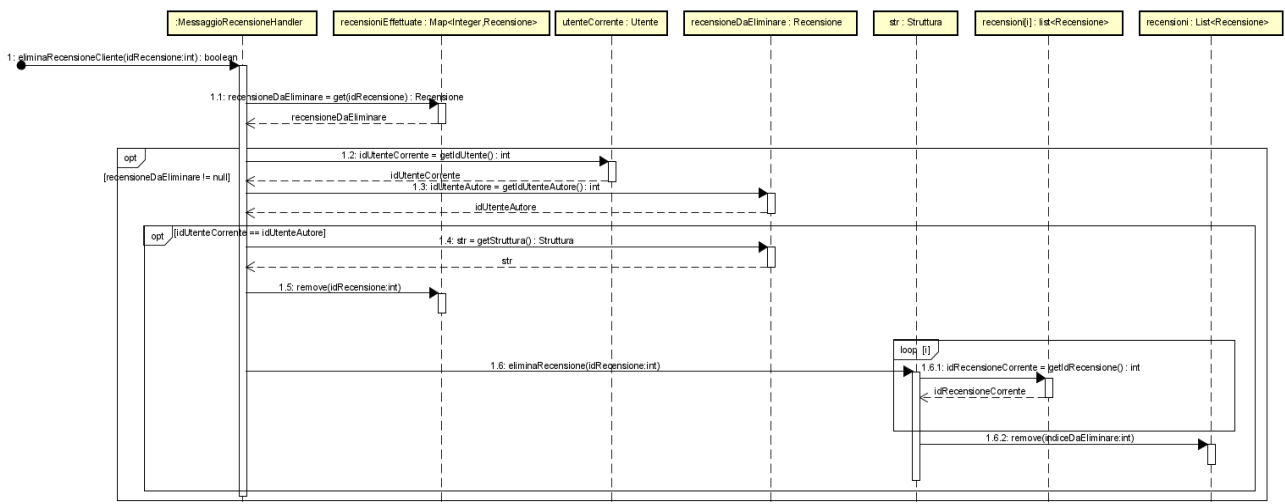 :MessaggioRecensioneHandler
recensioniEffettuate : Map<Integer,Recensione>
utenteCorrente : Utente
recensioneDaEliminare : Recensione
str : Struttura
recensioni[i] : list<Recensione>
recensioni : List<Recensione>
1: eliminaRecensioneCliente(idRecensione:int) : boolean
1.1: recensioneDaEliminare = get(idRecensione) : Recensione
recensioneDaEliminare
opt
[recensioneDaEliminare != null]
1.2: idUtenteCorrente = getIdUtente() : int
idUtenteCorrente
1.3: idUtenteAutore = getIdUtenteAutore() : int
idUtenteAutore
opt
[idUtenteCorrente == idUtenteAutore]
1.4: str = getStruttura() : Struttura
str
1.5: remove(idRecensione:int)
loop [i]
1.6: eliminaRecensione(idRecensione:int)
1.6.1: idRecensioneCorrente = getIdRecensione() : int
idRecensioneCorrente
1.6.2: remove(indiceDaEliminare:int)